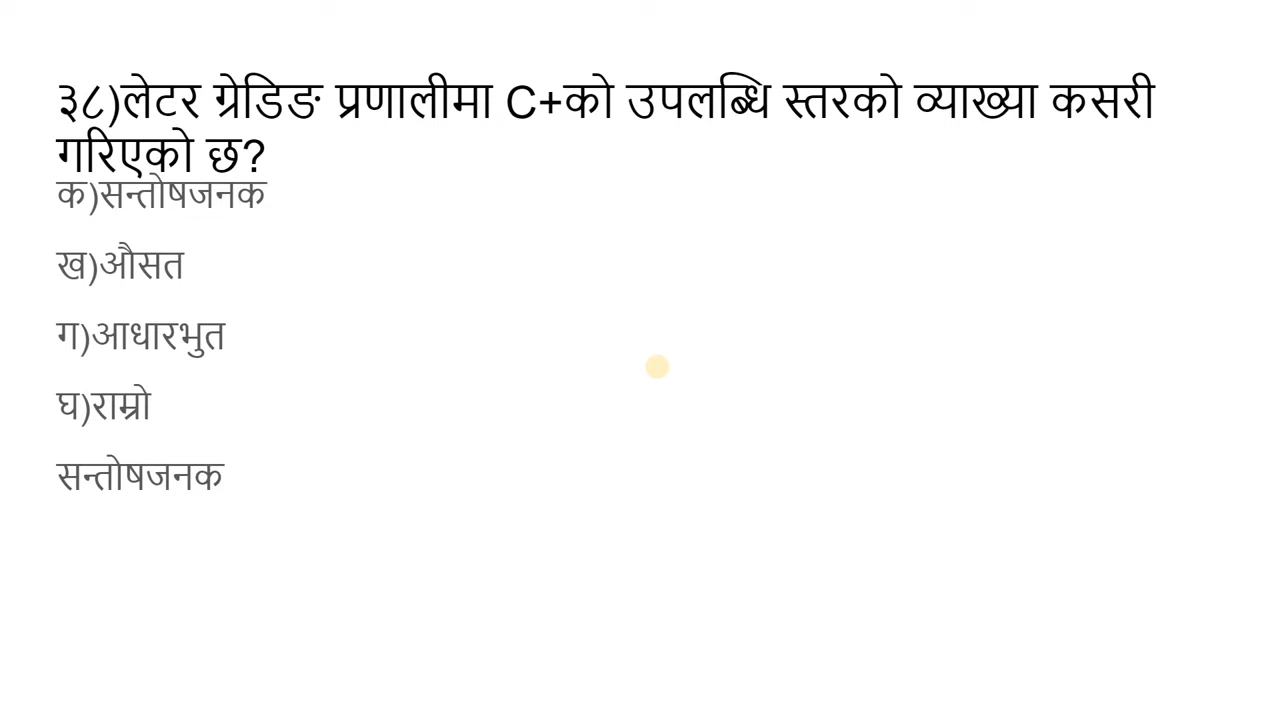 ३८)लेटर ग्रेडिङ प्रणालीमा C+को उपलब्धि स्तरको व्याख्या कसरी
गरिएको छ?
क)सन्तोषजनक
ख)औसत
ग)आधारभुत
घ)राम्रो
सन्तोषजनक